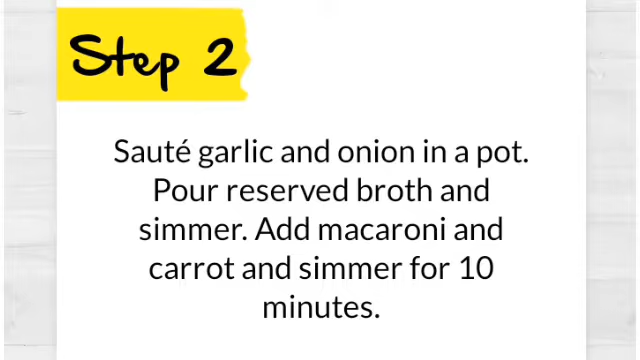 Step 2
Sauté garlic and onion in a pot.
Pour reserved broth and
simmer. Add macaroni and
carrot and simmer for 10
minutes.